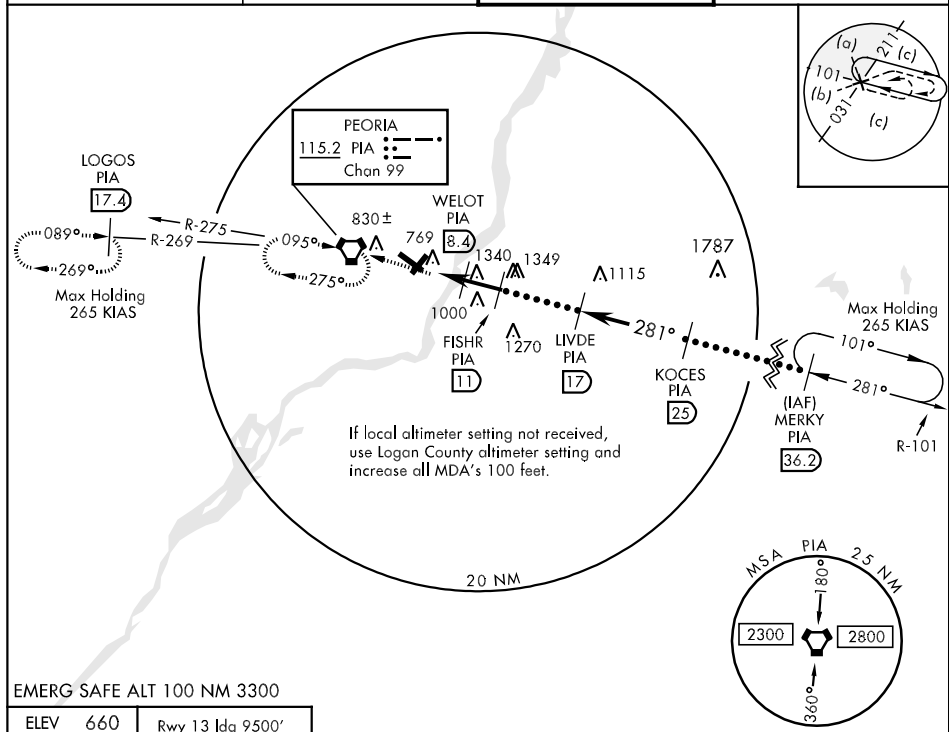 (a)
211
(c)
101
(b)
031
(c)
PEORIA
115.2 PIA
Chan 99
LOGOS
PIA
17.4
R-275
R-269
089°
269°
Max Holding
265 KIAS
095°
275°
830±
769
WELOT
PIA
8.4
1340
1349
1000
1270
1115
1787
FISHR
PIA
11
LIVDE
PIA
17
281°
KOCES
PIA
25
Max Holding
265 KIAS
101°
281°
(IAF)
MERKY
PIA
36.2
R-101
If local altimeter setting not received,
use Logan County altimeter setting and
increase all MDA's 100 feet.
20 NM
MSA PIA 25 NM
180°
2300
2800
360°
EMERG SAFE ALT 100 NM 3300
ELEV 660
Rwy 13 ldg 9500'